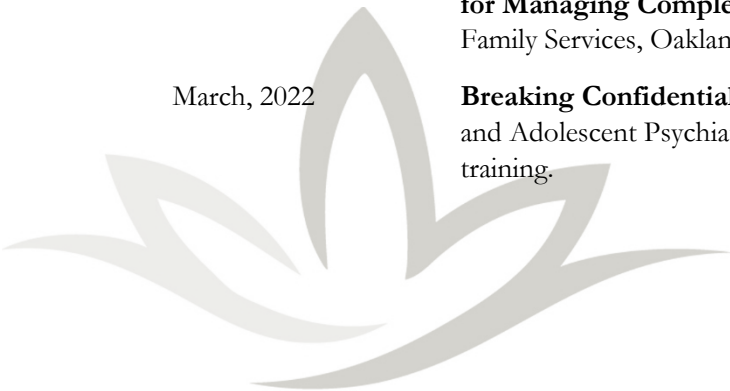 for Managing Comple
Family Services, Oaklan
March, 2022 Breaking Confidential
and Adolescent Psychia
training.